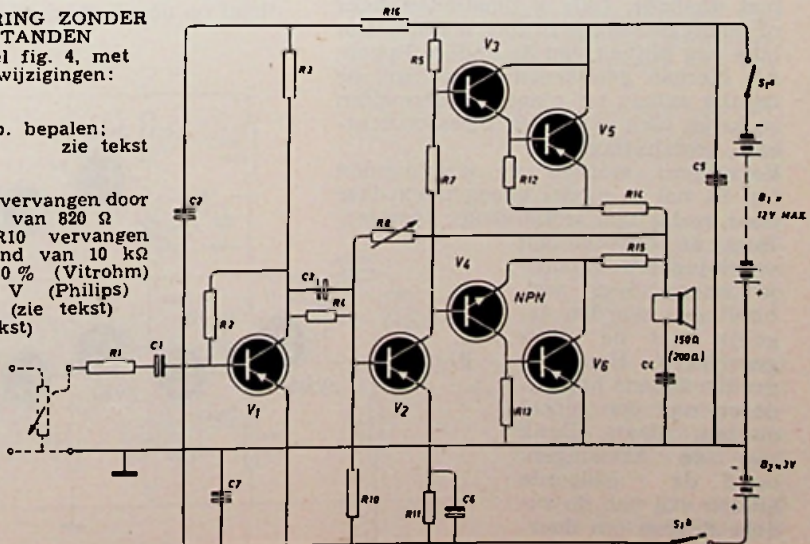 RING ZONDER
TANDEN
el fig. 4, met
wijzigingen:
o. bepalen;
zie tekst
vervangen door
van 820 Ω
R10 vervangen
nd van 10 kΩ
0 % (Vitrohm)
V (Philips)
(zie tekst)
kst)
R16
R3
R5
V3
S1a
V5
C2
R7
R12
C5
R14
B1 =
12V MAX.
R8
R15
C3
V4
R4
NPN
R2
R1
C1
150Ω
(200Ω)
V1
V2
V6
C4
R13
C7
R10
R11
C6
B2 = 3V
S1b